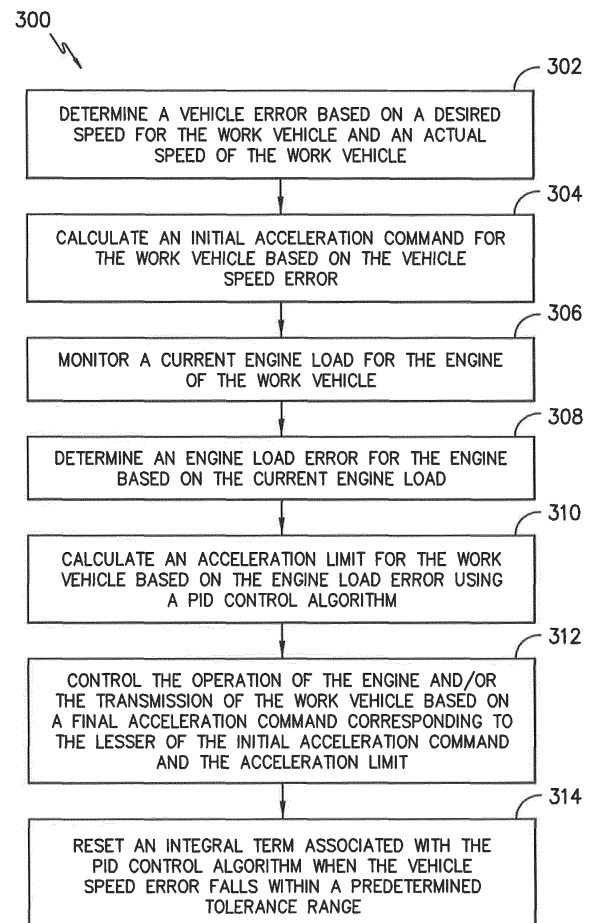 300
302
DETERMINE A VEHICLE ERROR BASED ON A DESIRED
SPEED FOR THE WORK VEHICLE AND AN ACTUAL
SPEED OF THE WORK VEHICLE
304
CALCULATE AN INITIAL ACCELERATION COMMAND FOR
THE WORK VEHICLE BASED ON THE VEHICLE
SPEED ERROR
306
MONITOR A CURRENT ENGINE LOAD FOR THE ENGINE
OF THE WORK VEHICLE
308
DETERMINE AN ENGINE LOAD ERROR FOR THE ENGINE
BASED ON THE CURRENT ENGINE LOAD
310
CALCULATE AN ACCELERATION LIMIT FOR THE WORK
VEHICLE BASED ON THE ENGINE LOAD ERROR USING
A PID CONTROL ALGORITHM
312
CONTROL THE OPERATION OF THE ENGINE AND/OR
THE TRANSMISSION OF THE WORK VEHICLE BASED ON
A FINAL ACCELERATION COMMAND CORRESPONDING TO
THE LESSER OF THE INITIAL ACCELERATION COMMAND
AND THE ACCELERATION LIMIT
314
RESET AN INTEGRAL TERM ASSOCIATED WITH THE
PID CONTROL ALGORITHM WHEN THE VEHICLE
SPEED ERROR FALLS WITHIN A PREDETERMINED
TOLERANCE RANGE